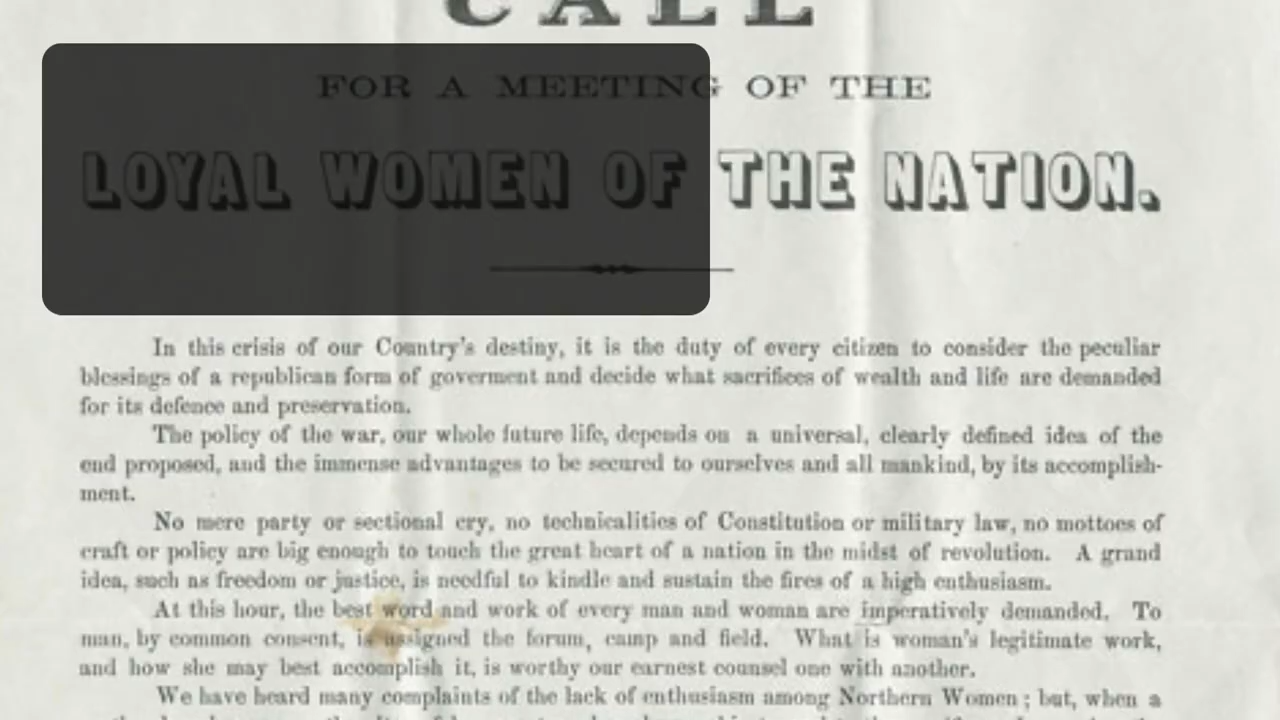 CALL
FOR A MEETING OF THE
LOYAL WOMEN OF THE NATION.
In this crisis of our Country's destiny, it is the duty of every citizen to consider the peculiar
blessings of a republican form of goverment and decide what sacrifices of wealth and life are demanded
for its defence and preservation.
The policy of the war, our whole future life, depends on a universal, clearly defined idea of the
end proposed, and the immense advantages to be secured to ourselves and all mankind, by its accomplish-
ment.
No mere party or sectional cry, no technicalities of Constitution or military law, no mottoes of
craft or policy are big enough to touch the great heart of a nation in the midst of revolution. A grand
idea, such as freedom or justice, is needful to kindle and sustain the fires of a high enthusiasm.
At this hour, the best word and work of every man and woman are imperatively demanded. To
man, by common consent, is assigned the forum, camp and field. What is woman's legitimate work,
and how she may best accomplish it, is worthy our earnest counsel one with another.
We have heard many complaints of the lack of enthusiasm among Northern Women; but, when a